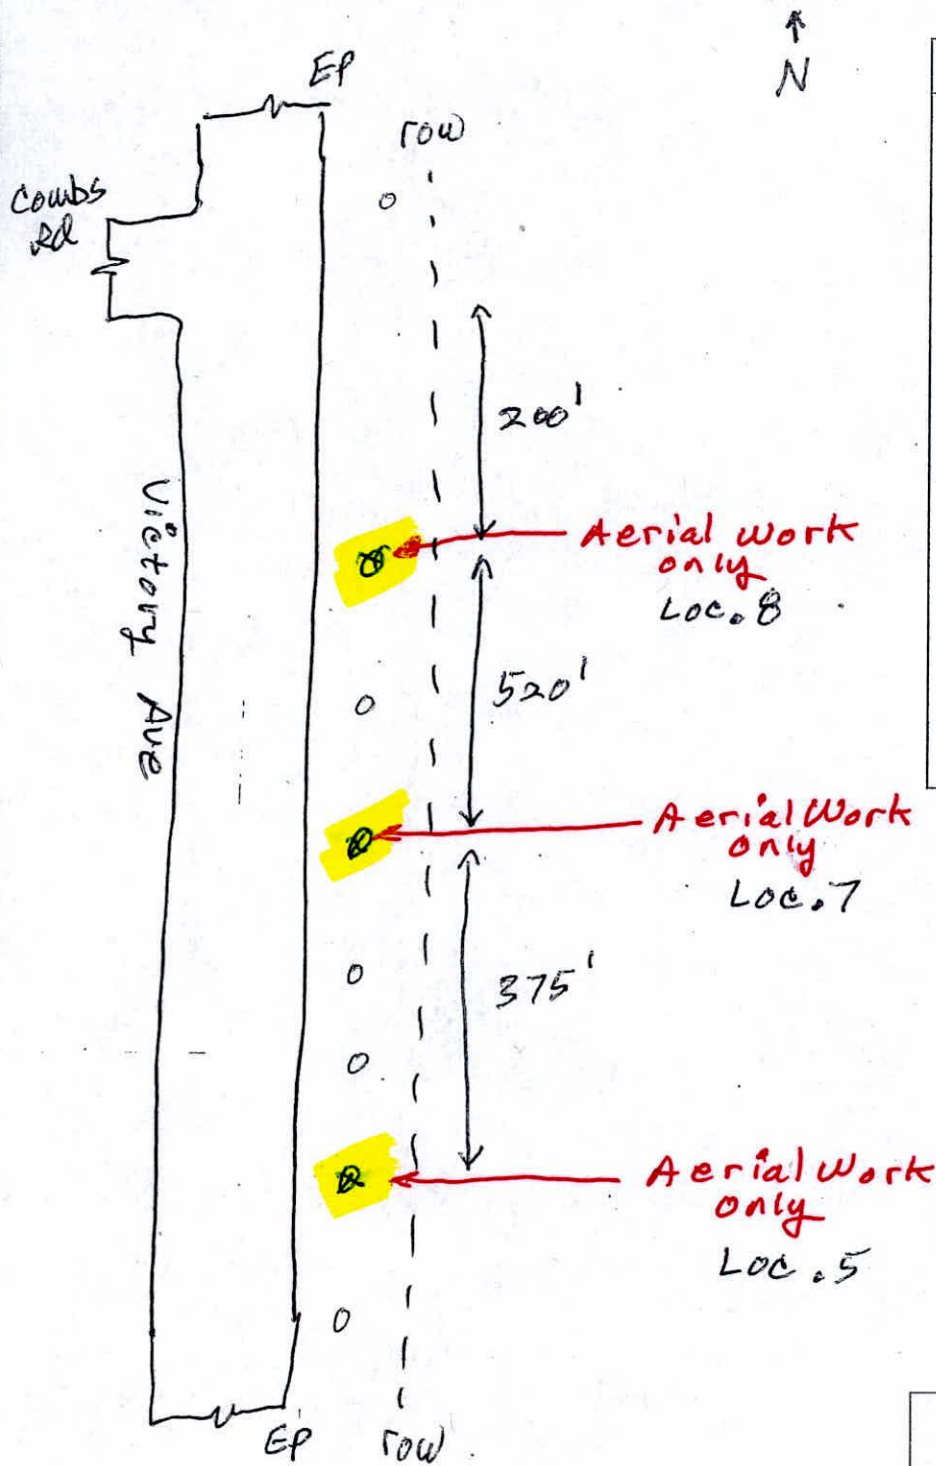 N
EP
row
Combs
Rd
200'
Aerial work
only
Loc. 8
Victory Ave
520'
Aerial Work
only
Loc. 7
375'
Aerial Work
only
Loc. 5
EP
row